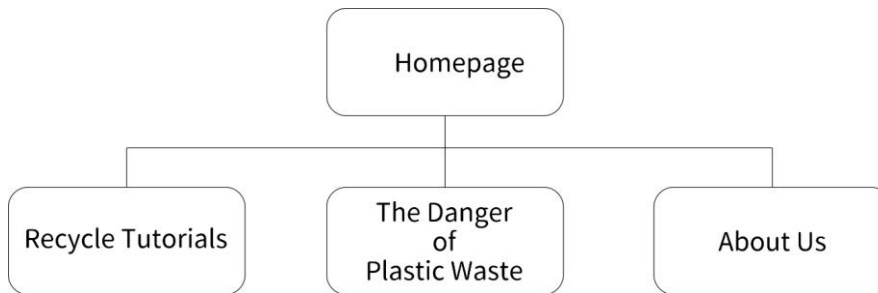 Homepage
Recycle Tutorials
The Danger
of
Plastic Waste
About Us